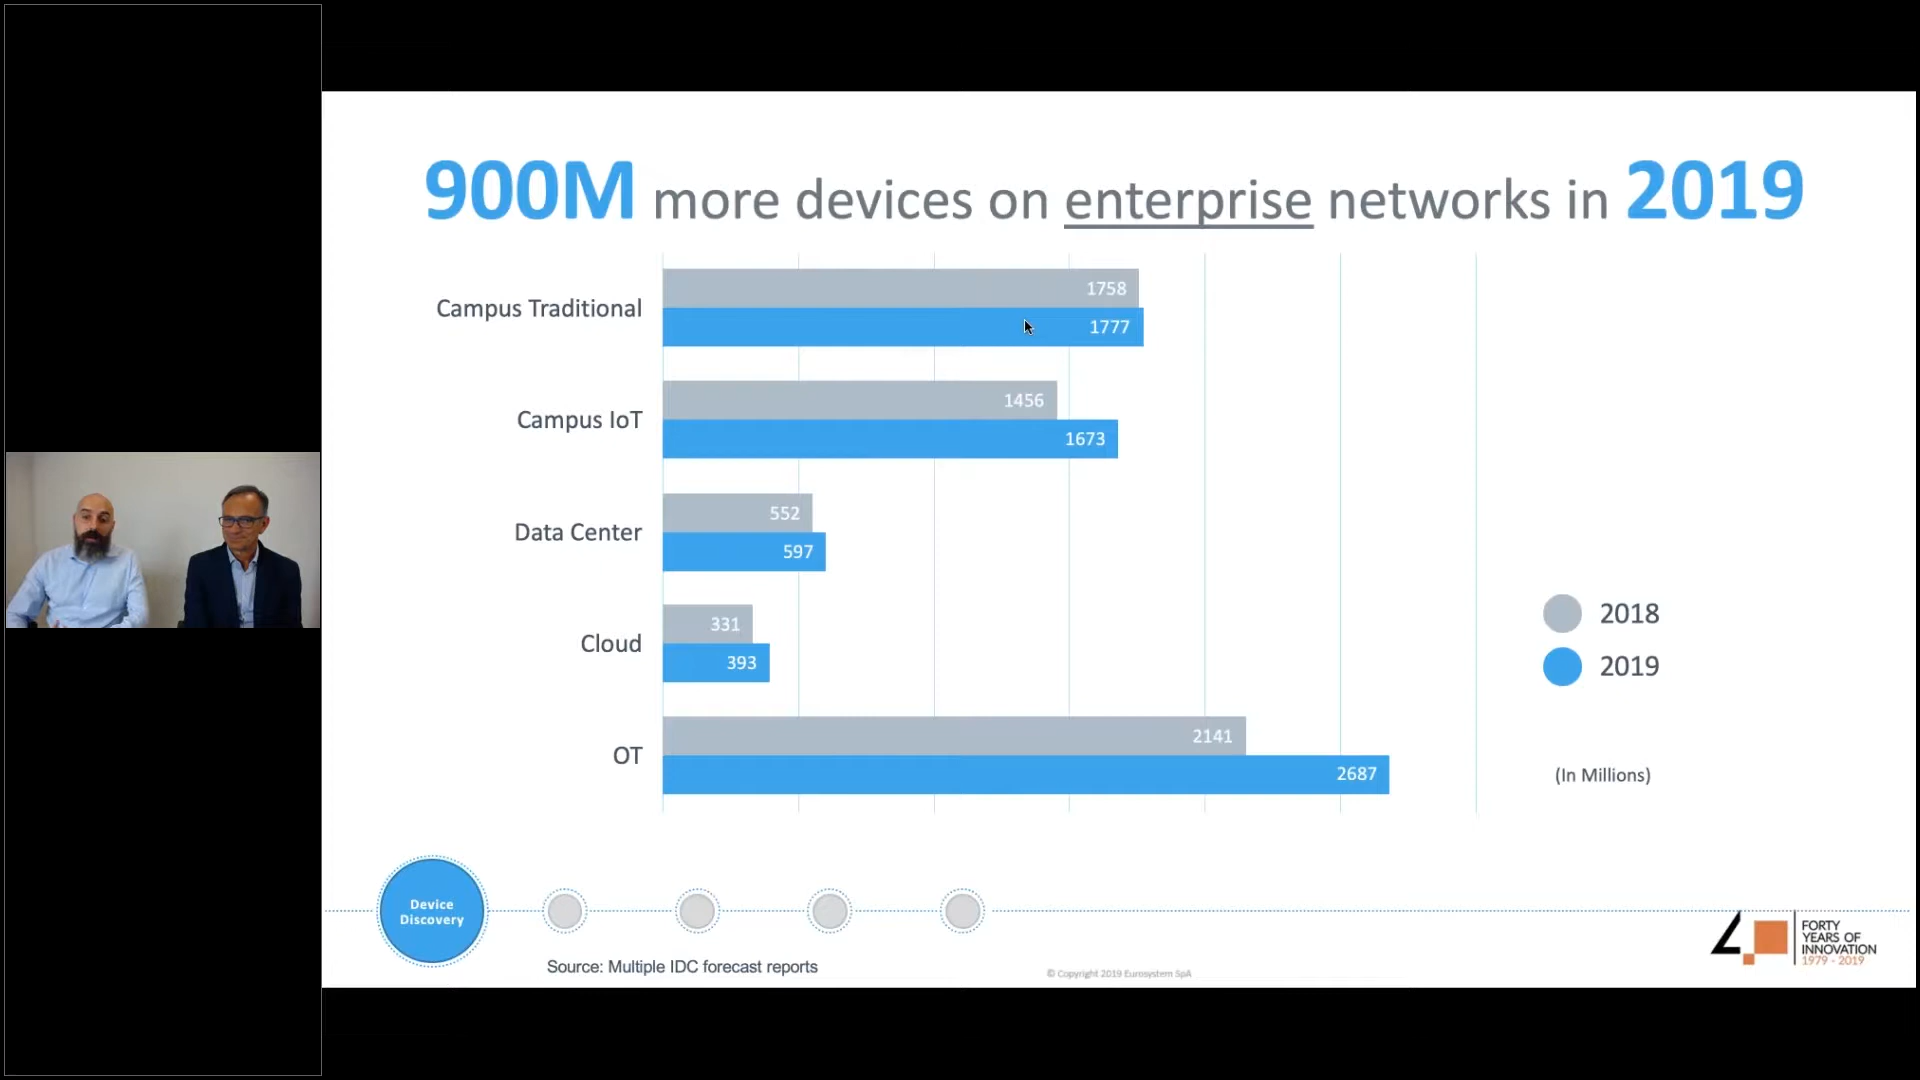 900M more devices on enterprise networks in 2019
Campus Traditional
1758
1777
Campus IoT
1456
1673
Data Center
552
597
Cloud
331
393
OT
2141
2687
2018
2019
(In Millions)
Device
Discovery
Source: Multiple IDC forecast reports
© Copyright 2019 Eurosystem SpA
FORTY
YEARS OF
INNOVATION
1979 - 2019